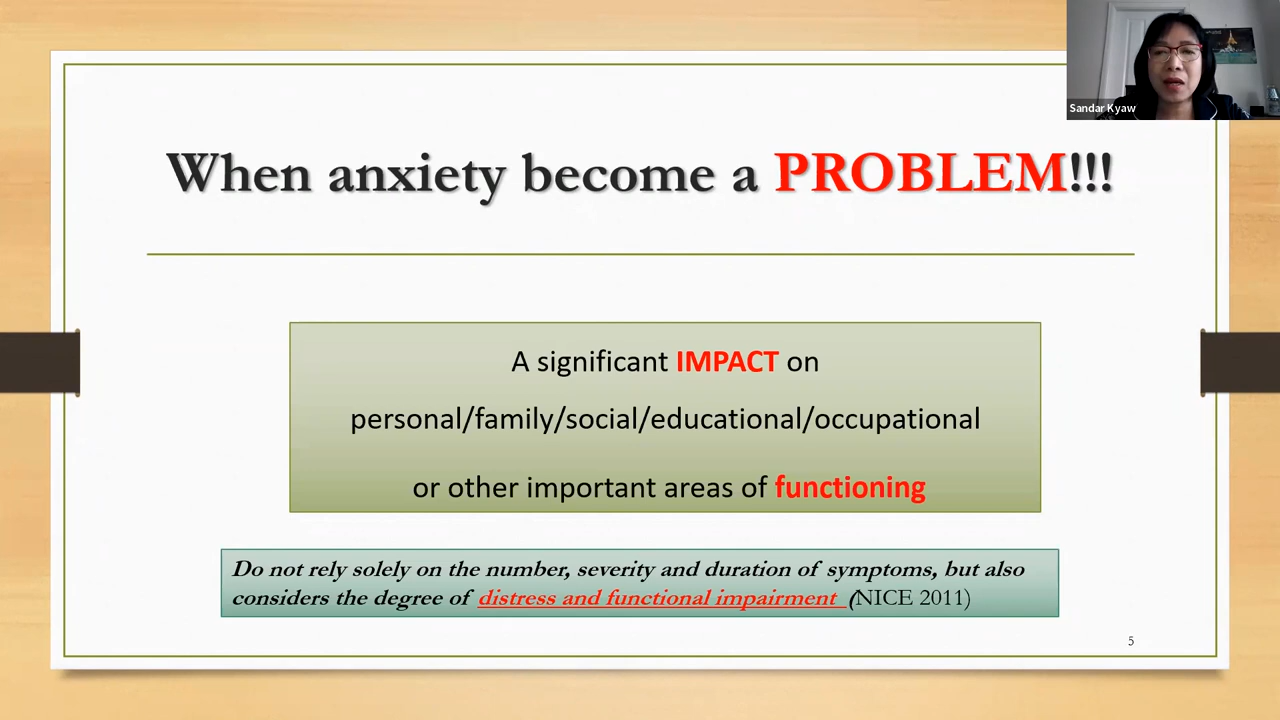 Sandar Kyaw
When anxiety become a PROBLEM!!!
A significant IMPACT on
personal/family/social/educational/occupational
or other important areas of functioning
Do not rely solely on the number, severity and duration of symptoms, but also
considers the degree of distress and functional impairment (NICE 2011)
5